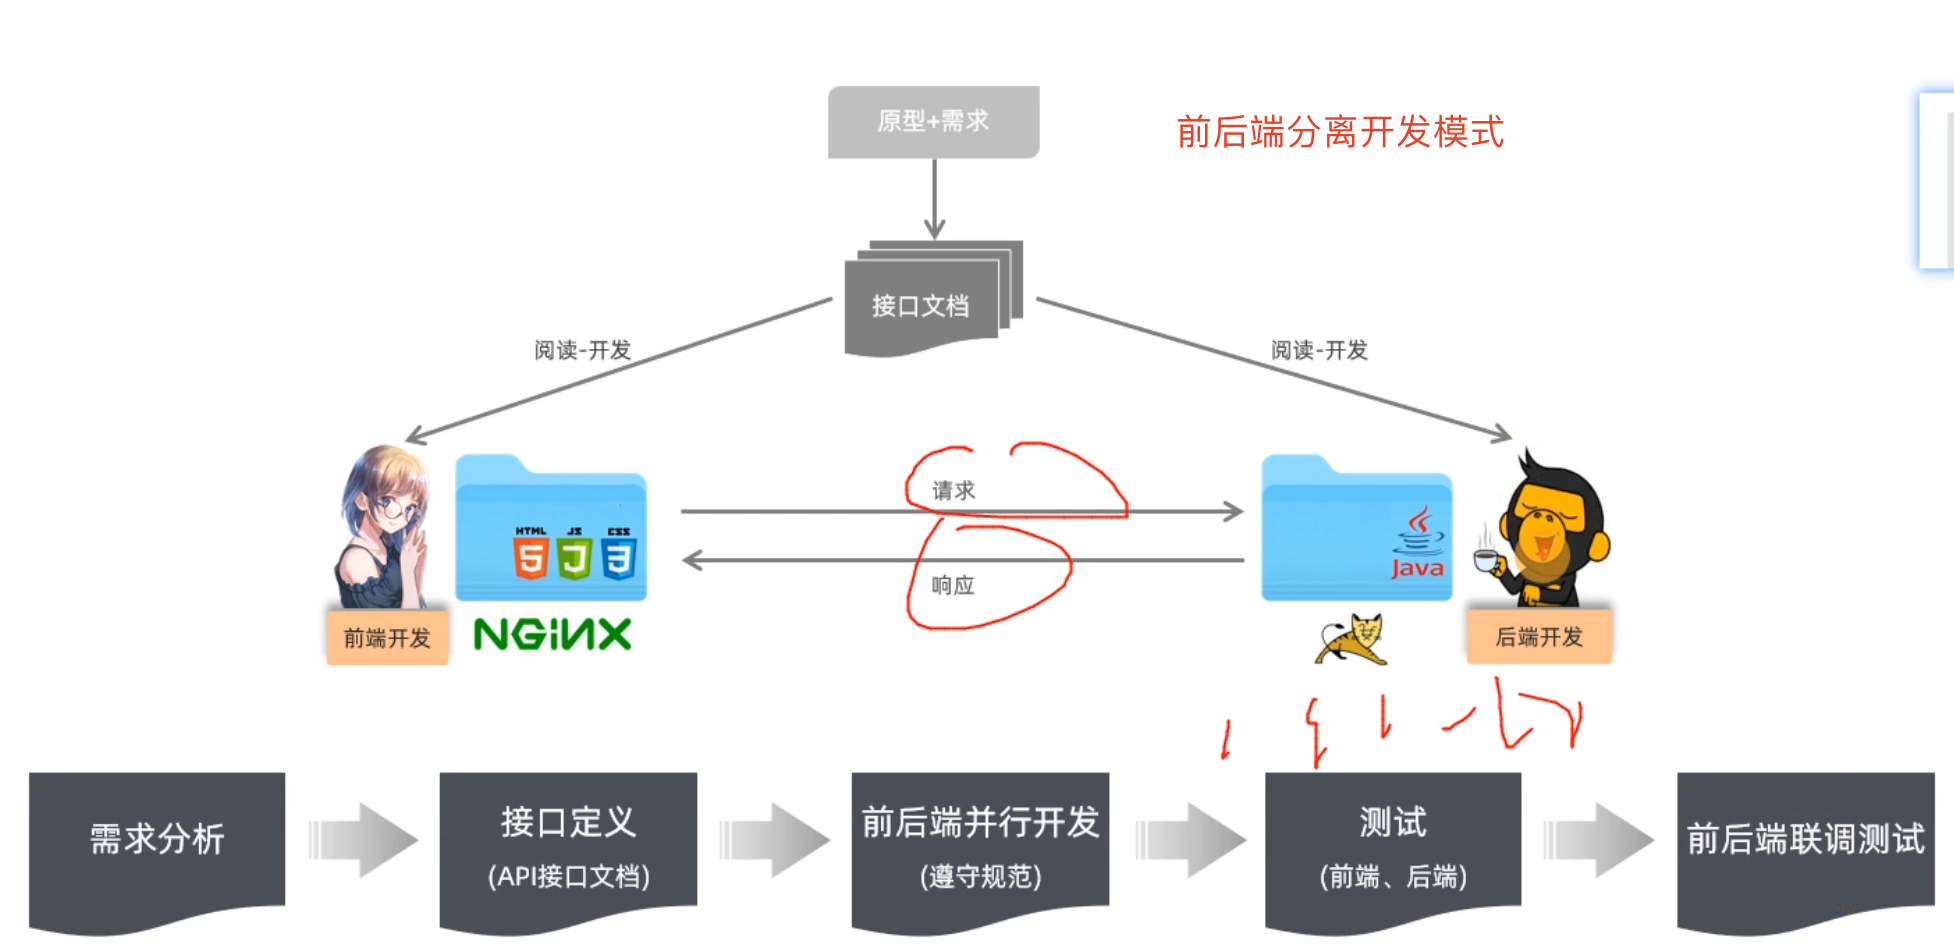 原型+需求
前后端分离开发模式
接口文档
阅读-开发
阅读-开发
请求
响应
HTML JS CSS
5 J 3
Java
前端开发
NGiNX
后端开发
需求分析
接口定义
(API接口文档)
前后端并行开发
(遵守规范)
测试
(前端、后端)
前后端联调测试